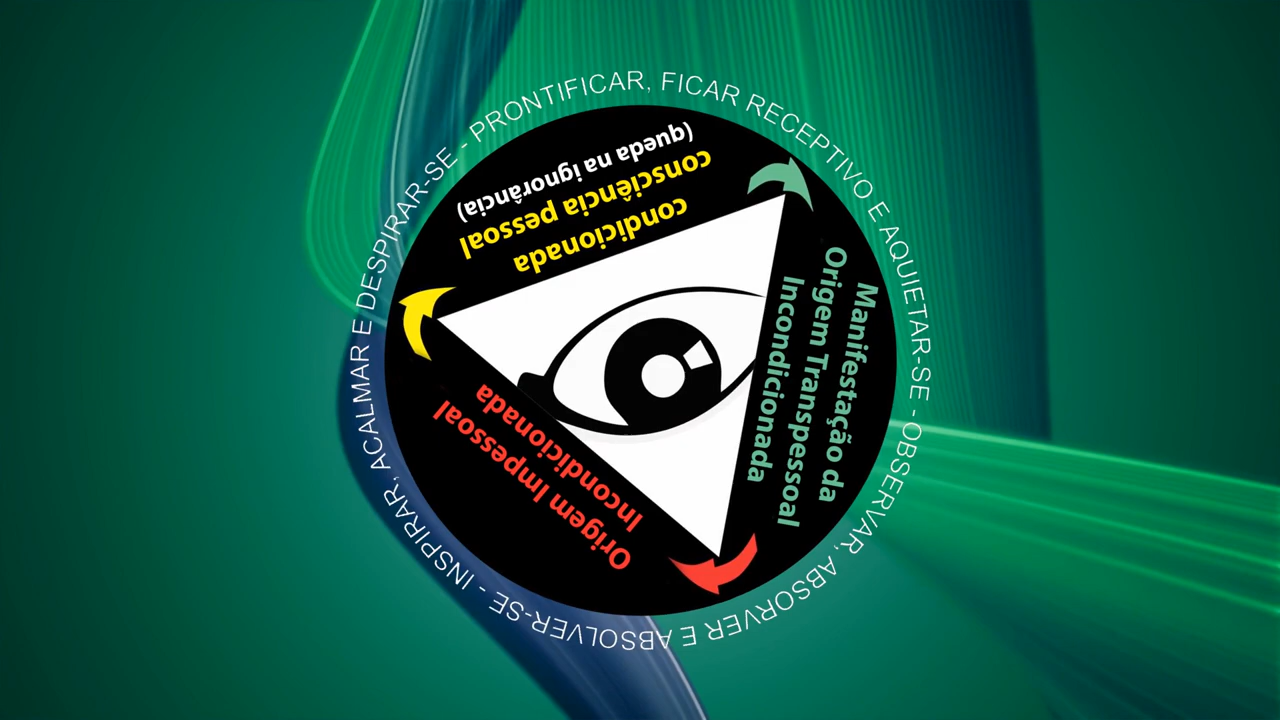 PRONTIFICAR, FICAR RECEPTIVO E AQUIETAR-SE - OBSERVAR, ABSORVER E ABSOLVER-SE - INSPIRAR, ACALMAR E DESPIRAR-SE -
condicionada
consciência pessoal
(queda na ignorância)
Manifestação da
Origem Transpessoal
Incondicionada
Origem Impessoal
Incondicionada